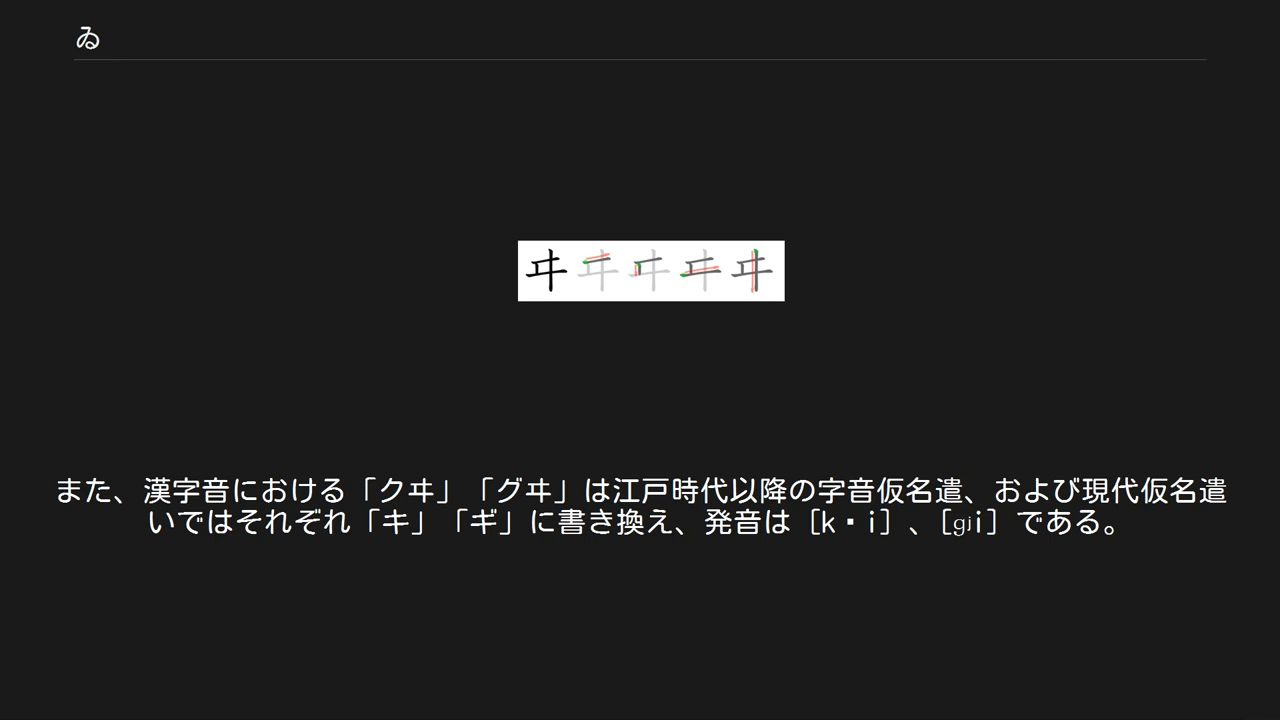 ゐ
ヰヰヰヰヰ
また、漢字音における「クヰ」「グヰ」は江戸時代以降の字音仮名遣、および現代仮名遣
いではそれぞれ「キ」「ギ」に書き換え、発音は［k▪i］、［gʲi］である。